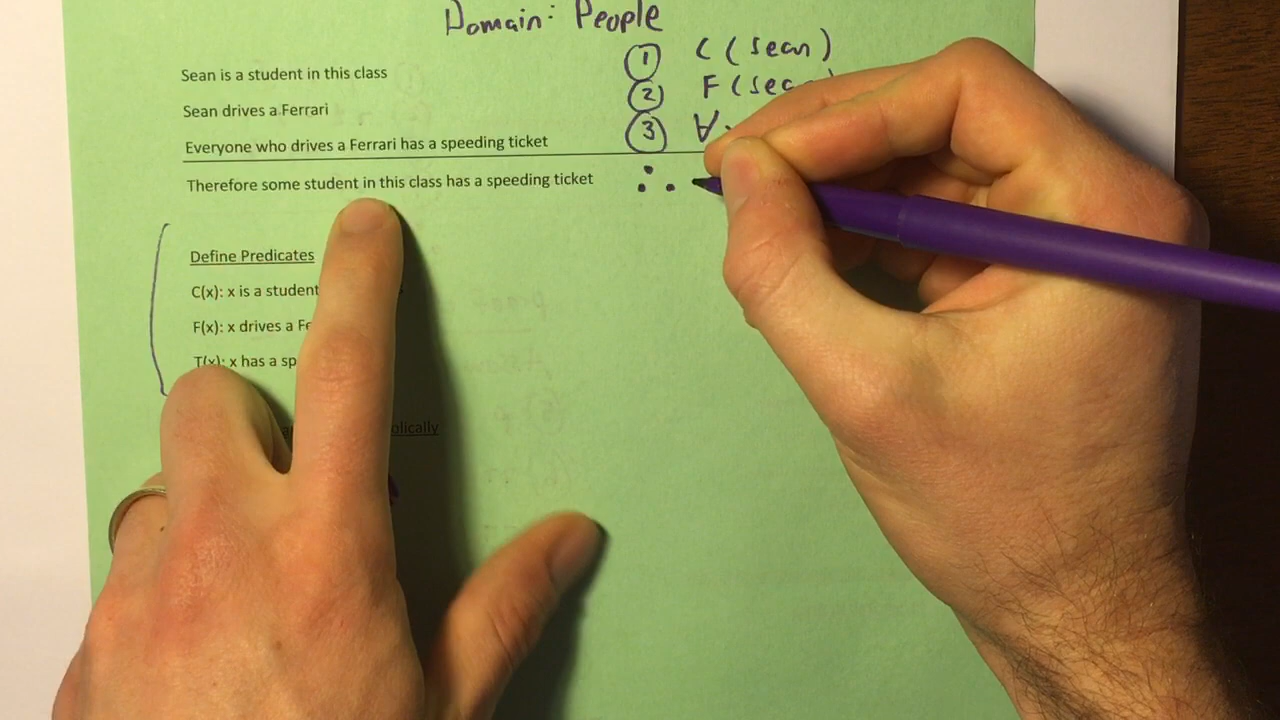 Domain: People
Sean is a student in this class
① C(sean)
Sean drives a Ferrari
② F(
Everyone who drives a Ferrari has a speeding ticket
③ ∀
Therefore some student in this class has a speeding ticket
∴
Define Predicates
C(x): x is a student
F(x): x drives a
T(x): x has a